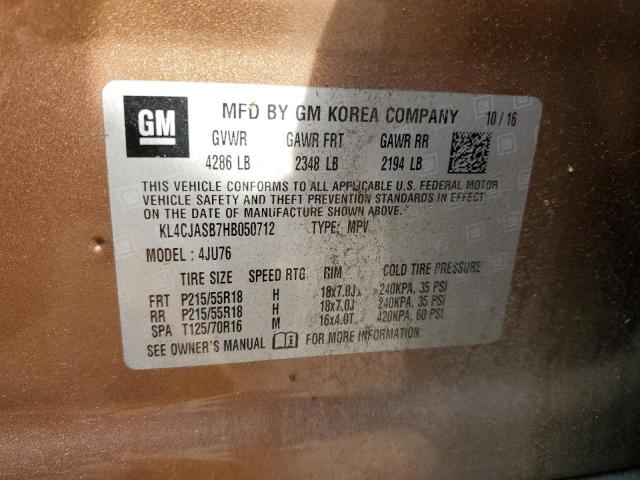 GM MFD BY GM KOREA COMPANY 10/16
GVWR GAWR FRT GAWR RR
4286 LB 2348 LB 2194 LB
THIS VEHICLE CONFORMS TO ALL APPLICABLE U.S. FEDERAL MOTOR
VEHICLE SAFETY AND THEFT PREVENTION STANDARDS IN EFFECT
ON THE DATE OF MANUFACTURE SHOWN ABOVE.
KL4CJASB7HB050712 TYPE: MPV
MODEL : 4JU76
TIRE SIZE SPEED RTG RIM COLD TIRE PRESSURE
FRT P215/55R18 H 18x7.0J 240KPA, 35 PSI
RR P215/55R18 H 18x7.0J 240KPA, 35 PSI
SPA T125/70R16 M 16x4.0T 420KPA, 60 PSI
SEE OWNER'S MANUAL FOR MORE INFORMATION